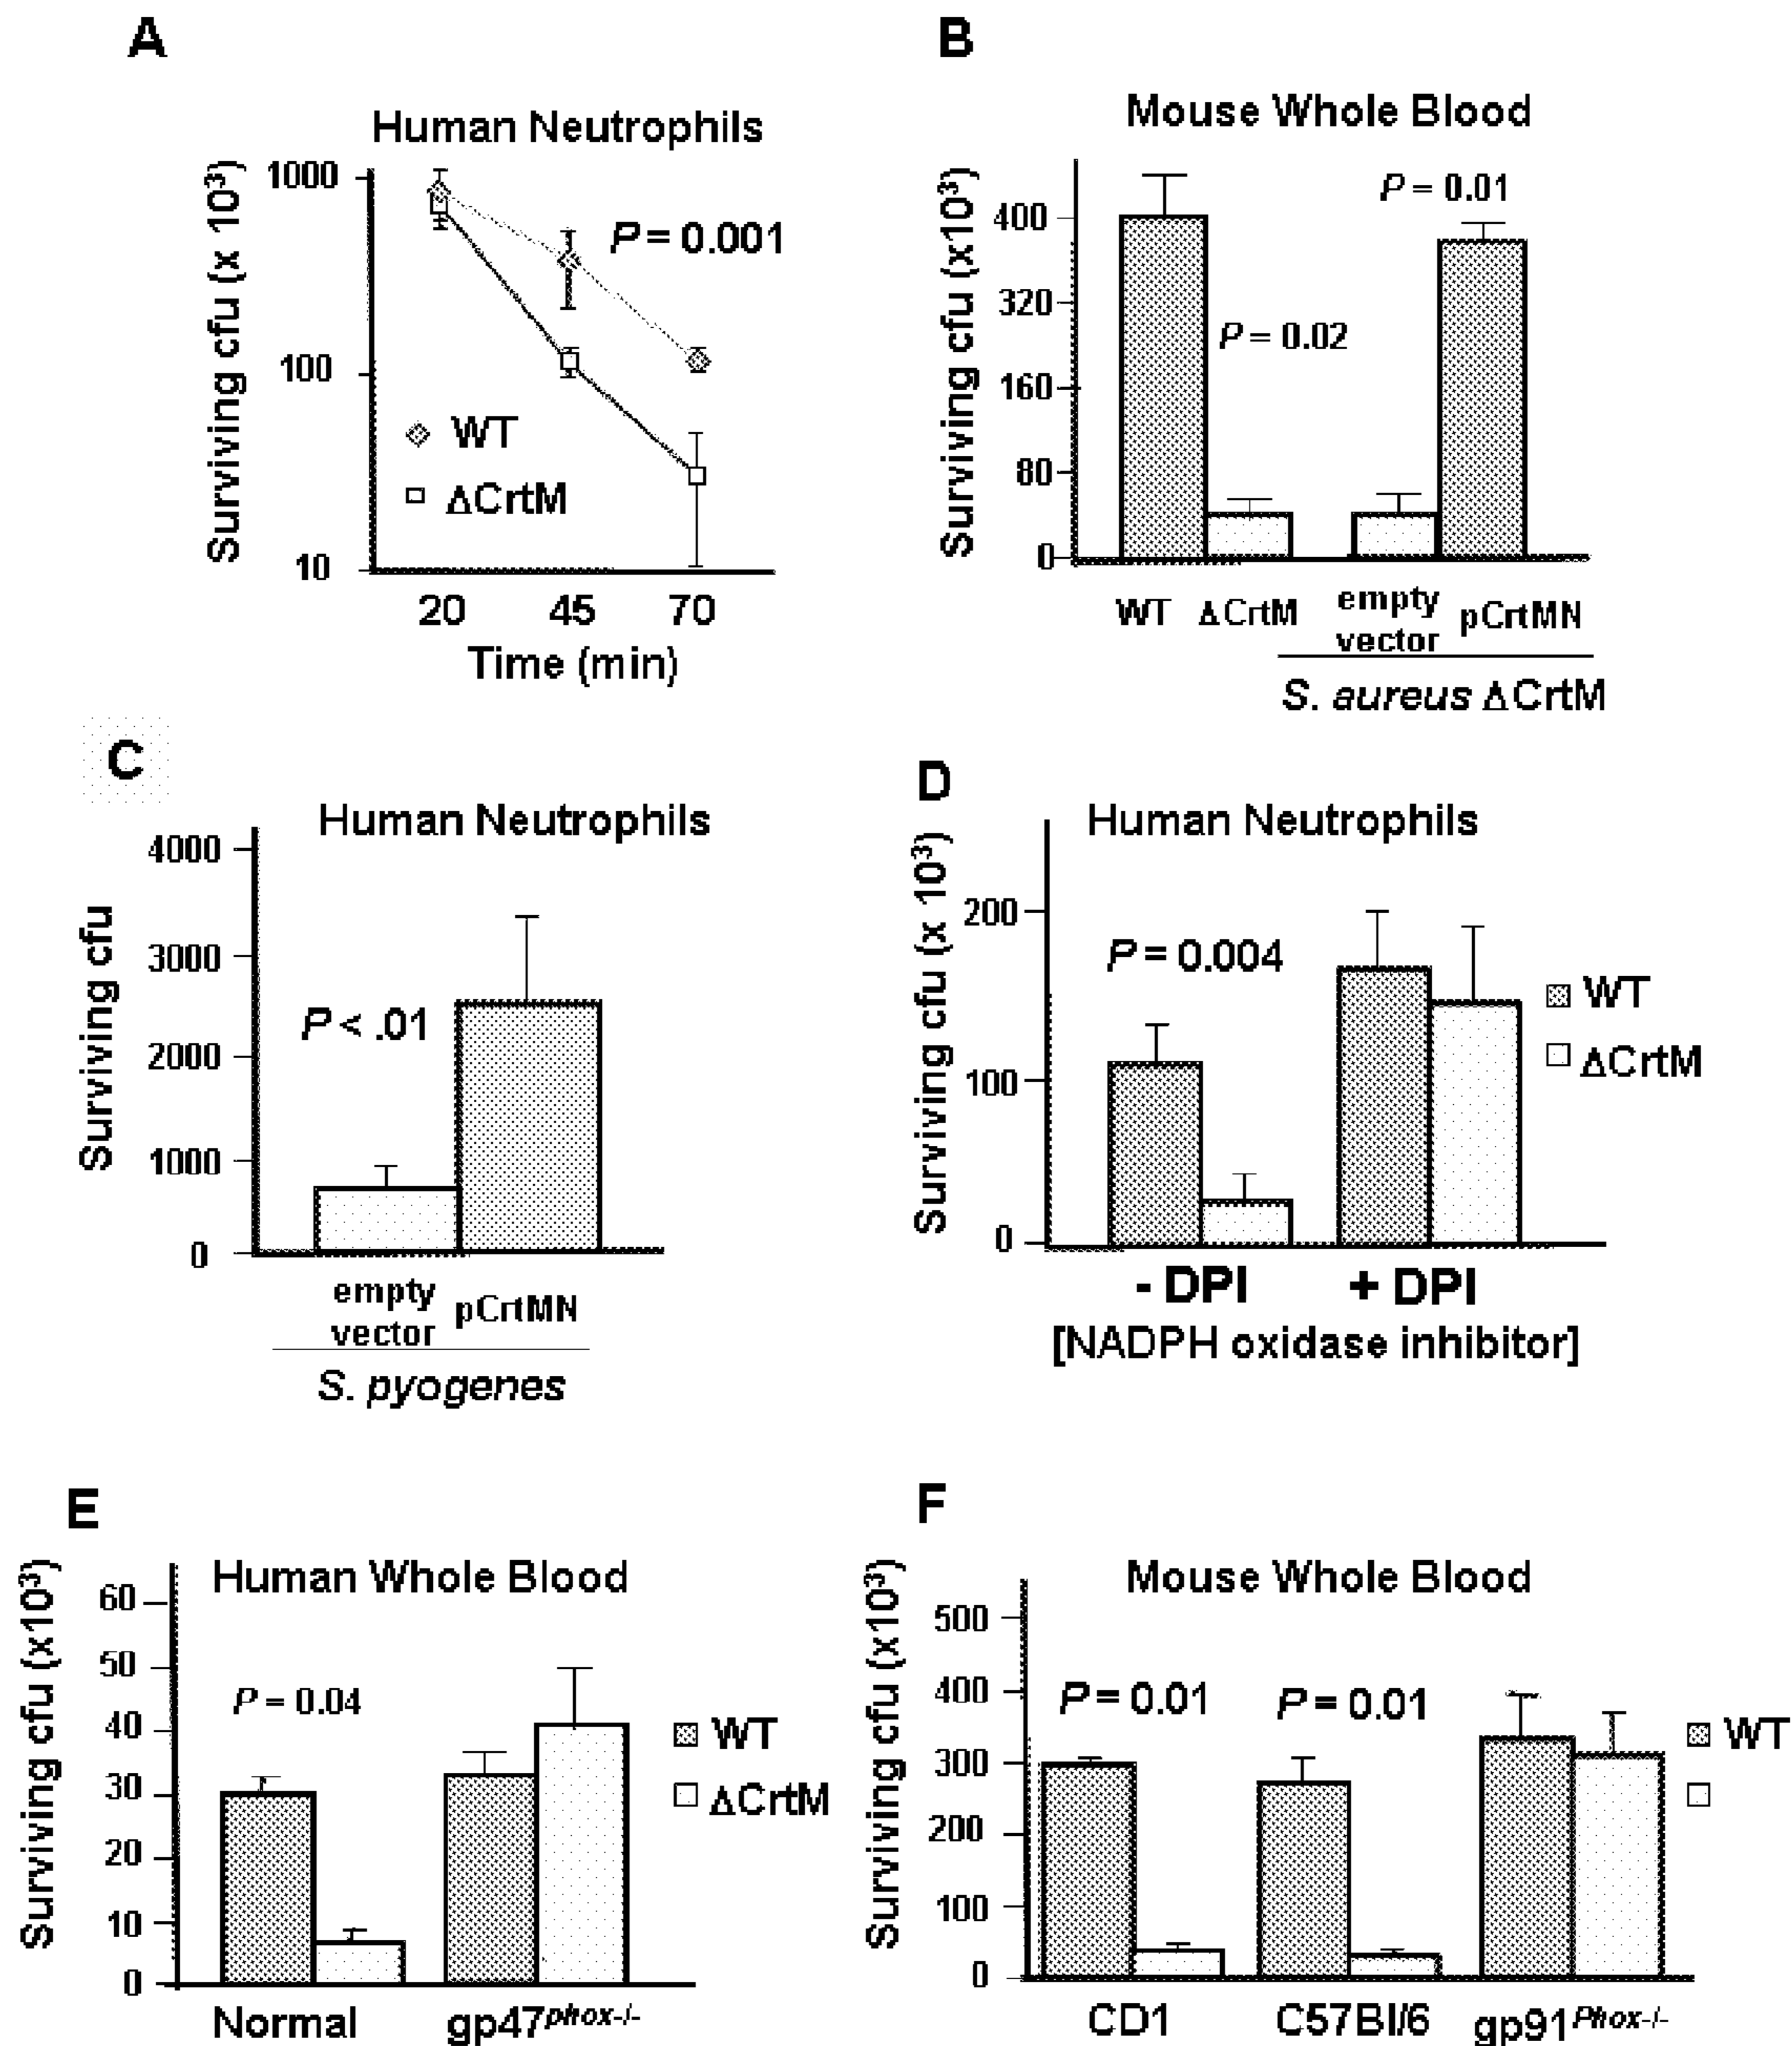 A
Human Neutrophils
Surviving cfu (x 10³)
1000
100
10
P = 0.001
WT
ΔCrtM
20 45 70
Time (min)
B
Mouse Whole Blood
Surviving cfu (x10³)
400
320
160
80
0
P = 0.02
P = 0.01
WT ΔCrtM empty vector pCrtMN
S. aureus ΔCrtM
C
Human Neutrophils
Surviving cfu
4000
3000
2000
1000
0
P < .01
empty vector pCrtMN
S. pyogenes
D
Human Neutrophils
Surviving cfu (x 10³)
200
100
0
P = 0.004
WT
ΔCrtM
- DPI + DPI
[NADPH oxidase inhibitor]
E
Human Whole Blood
Surviving cfu (x10³)
60
50
40
30
20
10
0
P = 0.04
WT
ΔCrtM
Normal gp47phox-/-
F
Mouse Whole Blood
Surviving cfu (x10³)
500
400
300
200
100
0
P = 0.01
P = 0.01
WT
CD1 C57Bl/6 gp91Phox-/-